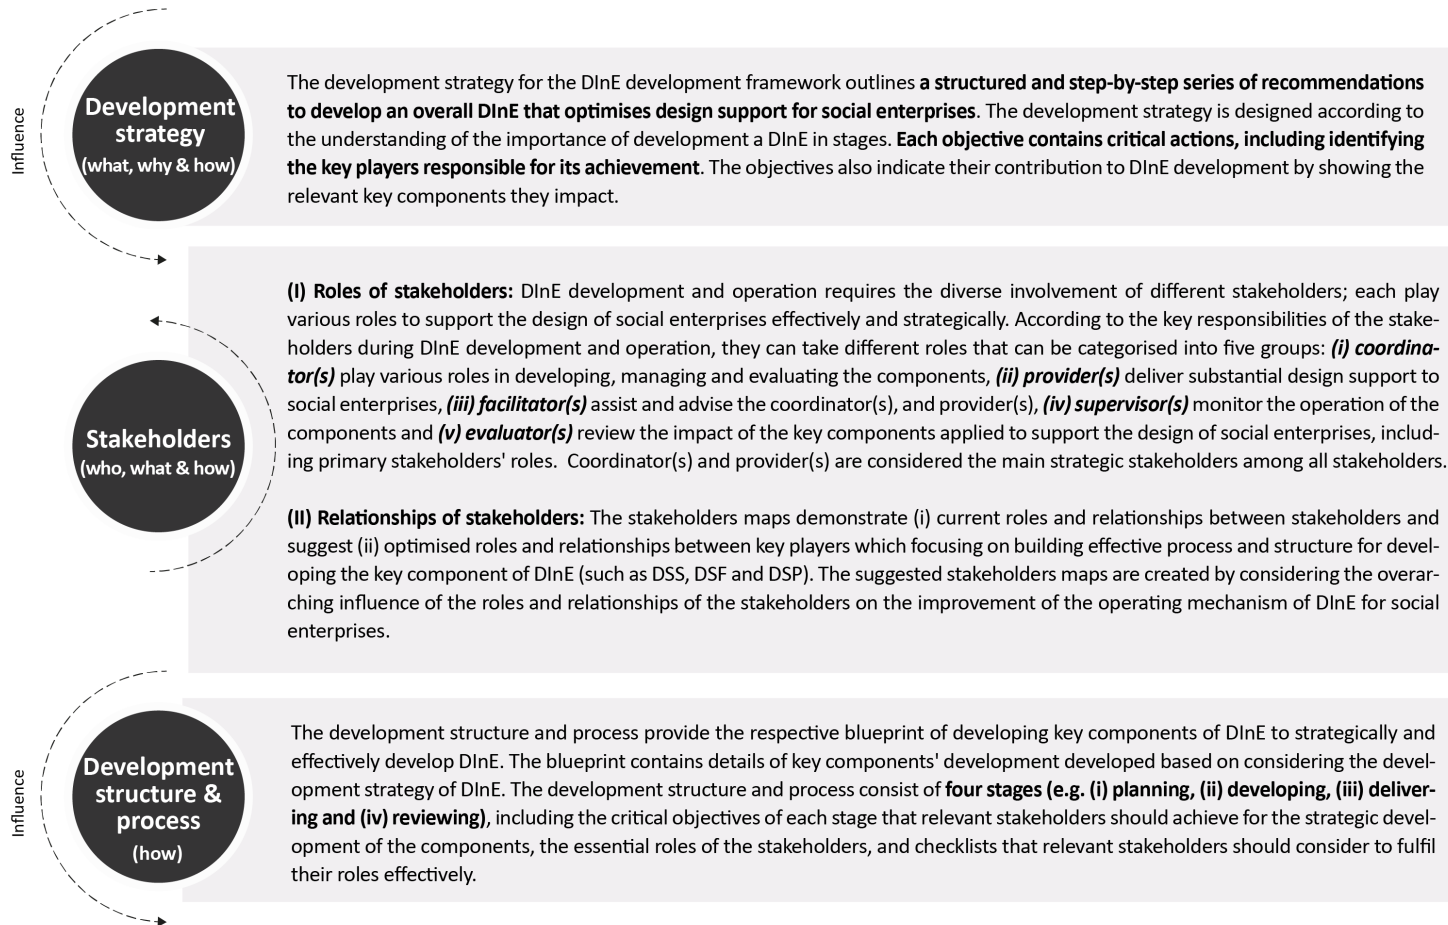 Influence
Development
strategy
(what, why & how)
The development strategy for the DInE development framework outlines a structured and step-by-step series of recommendations
to develop an overall DInE that optimises design support for social enterprises. The development strategy is designed according to
the understanding of the importance of development a DInE in stages. Each objective contains critical actions, including identifying
the key players responsible for its achievement. The objectives also indicate their contribution to DInE development by showing the
relevant key components they impact.
Stakeholders
(who, what & how)
(I) Roles of stakeholders: DInE development and operation requires the diverse involvement of different stakeholders; each play
various roles to support the design of social enterprises effectively and strategically. According to the key responsibilities of the stake-
holders during DInE development and operation, they can take different roles that can be categorised into five groups: (i) coordina-
tor(s) play various roles in developing, managing and evaluating the components, (ii) provider(s) deliver substantial design support to
social enterprises, (iii) facilitator(s) assist and advise the coordinator(s), and provider(s), (iv) supervisor(s) monitor the operation of the
components and (v) evaluator(s) review the impact of the key components applied to support the design of social enterprises, includ-
ing primary stakeholders' roles.  Coordinator(s) and provider(s) are considered the main strategic stakeholders among all stakeholders.
(II) Relationships of stakeholders: The stakeholders maps demonstrate (i) current roles and relationships between stakeholders and
suggest (ii) optimised roles and relationships between key players which focusing on building effective process and structure for devel-
oping the key component of DInE (such as DSS, DSF and DSP). The suggested stakeholders maps are created by considering the overar-
ching influence of the roles and relationships of the stakeholders on the improvement of the operating mechanism of DInE for social
enterprises.
Influence
Development
structure &
process
(how)
The development structure and process provide the respective blueprint of developing key components of DInE to strategically and
effectively develop DInE. The blueprint contains details of key components' development developed based on considering the devel-
opment strategy of DInE. The development structure and process consist of four stages (e.g. (i) planning, (ii) developing, (iii) deliver-
ing and (iv) reviewing), including the critical objectives of each stage that relevant stakeholders should achieve for the strategic devel-
opment of the components, the essential roles of the stakeholders, and checklists that relevant stakeholders should consider to fulfil
their roles effectively.